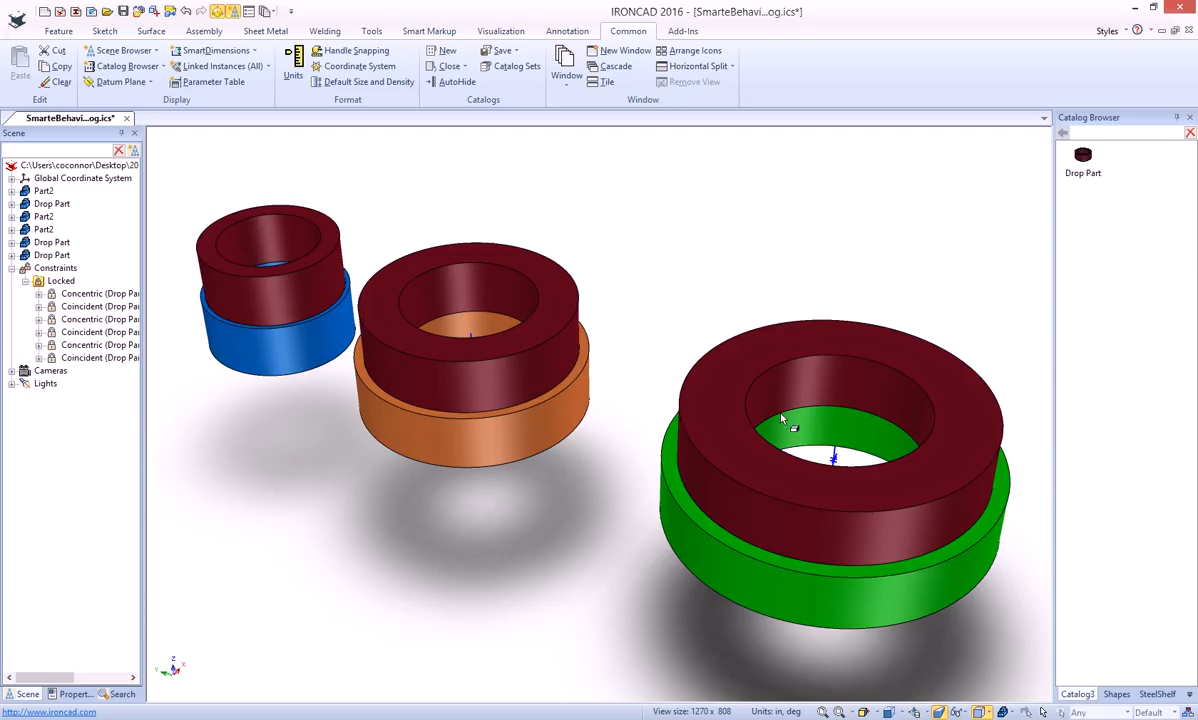 IRONCAD 2016 - [SmarteBehavi...og.ics*]
Feature Sketch Surface Assembly Sheet Metal Welding Tools Smart Markup Visualization Annotation Common Add-Ins Styles
Paste Cut Copy Clear
Edit
Scene Browser SmartDimensions
Catalog Browser Linked Instances (All)
Datum Plane Parameter Table
Display
Units Handle Snapping
Coordinate System
Default Size and Density
Format
New Save
Close Catalog Sets
AutoHide
Catalogs
Window New Window Arrange Icons
Cascade Horizontal Split
Tile Remove View
Window
SmarteBehavi...og.ics*
Scene
C:\Users\coconnor\Desktop\20
Global Coordinate System
Part2
Drop Part
Part2
Part2
Drop Part
Drop Part
Constraints
Locked
Concentric (Drop Pa
Coincident (Drop Pa
Concentric (Drop Pa
Coincident (Drop Pa
Concentric (Drop Pa
Coincident (Drop Pa
Cameras
Lights
Catalog Browser
Drop Part
Z
Y X
Scene Propert... Search
Catalog3 Shapes SteelShelf
http://www.ironcad.com
View size: 1270 x 808 Units: in, deg Any Default